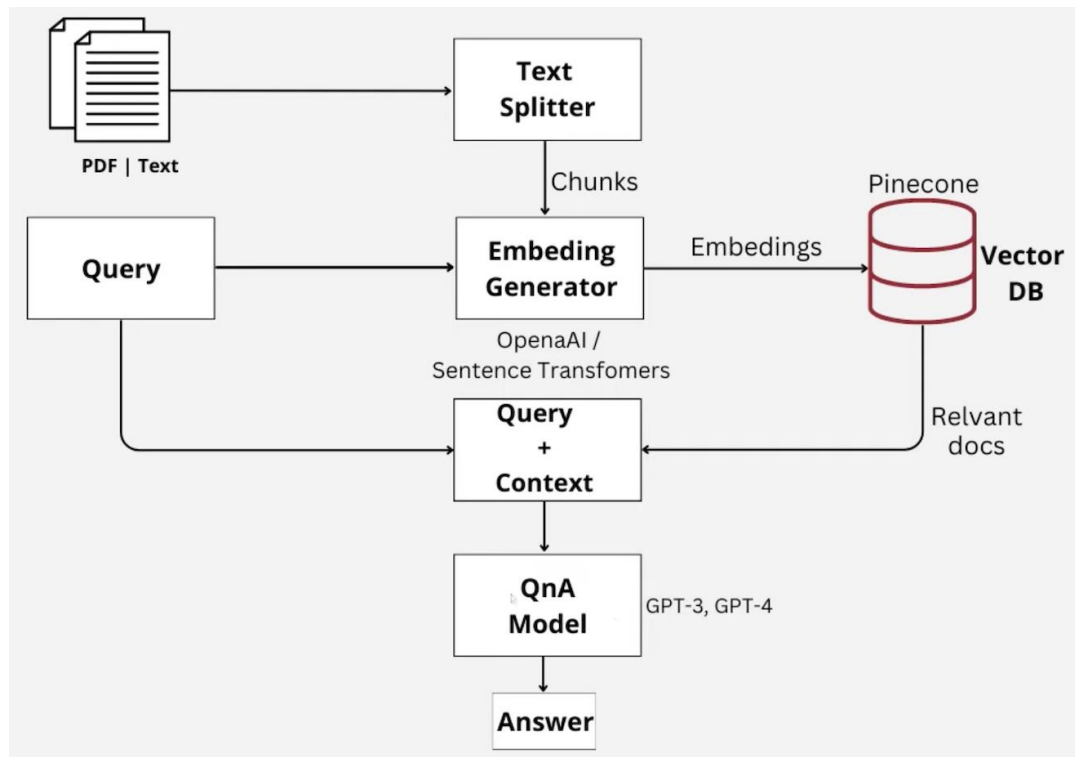 Text
Splitter
PDF | Text
Chunks
Pinecone
Query
Embeding
Generator
Embedings
Vector
DB
OpenaAI /
Sentence Transfomers
Query
+
Context
Relvant
docs
QnA
Model
GPT-3, GPT-4
Answer